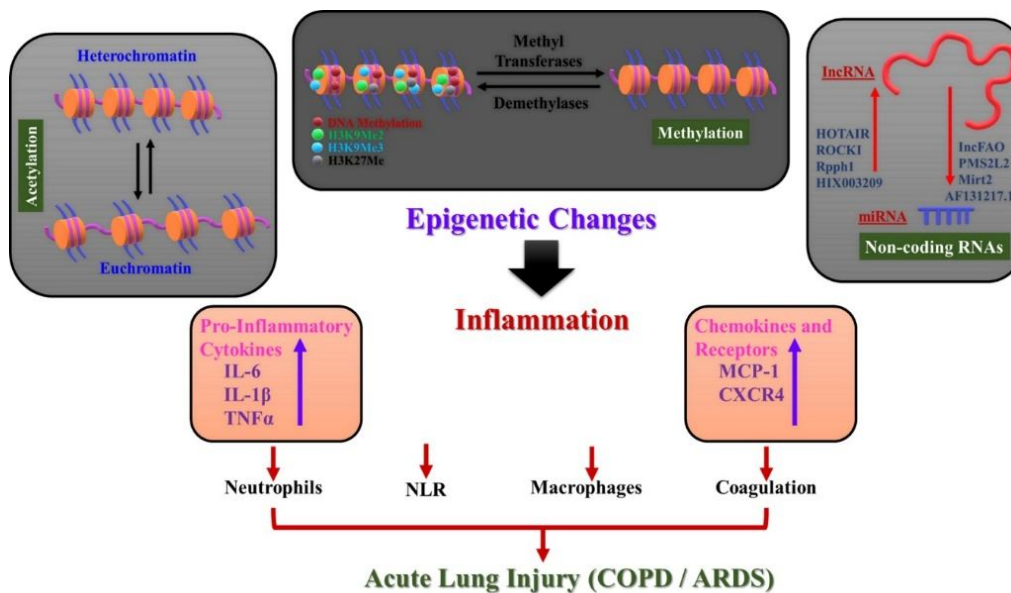 Heterochromatin
Acetylation
Euchromatin
Methyl
Transferases
Demethylases
DNA Methylation
H3K9Me2
H3K9Me3
H3K27Me
Methylation
lncRNA
HOTAIR
ROCKI
Rpph1
HIX003209
lncFAO
PMS2L2
Mirt2
AF131217.1
miRNA
Non-coding RNAs
Epigenetic Changes
Inflammation
Pro-Inflammatory
Cytokines
IL-6
IL-1β
TNFα
Chemokines and
Receptors
MCP-1
CXCR4
Neutrophils
NLR
Macrophages
Coagulation
Acute Lung Injury (COPD / ARDS)